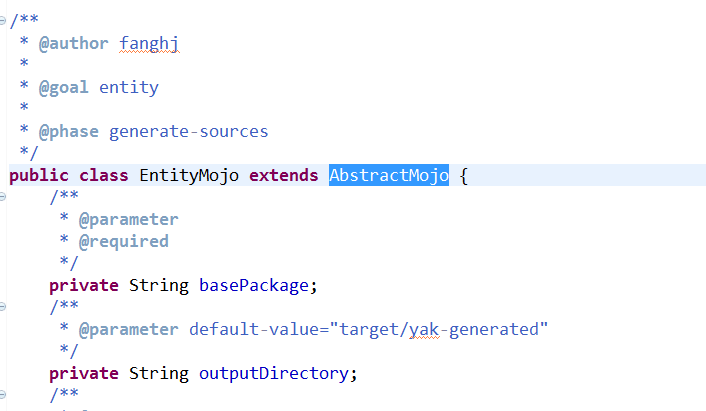 /**
 * @author fanghj
 *
 * @goal entity
 *
 * @phase generate-sources
 */
public class EntityMojo extends AbstractMojo {
    /**
     * @parameter
     * @required
     */
    private String basePackage;
    /**
     * @parameter default-value="target/yak-generated"
     */
    private String outputDirectory;
    /**